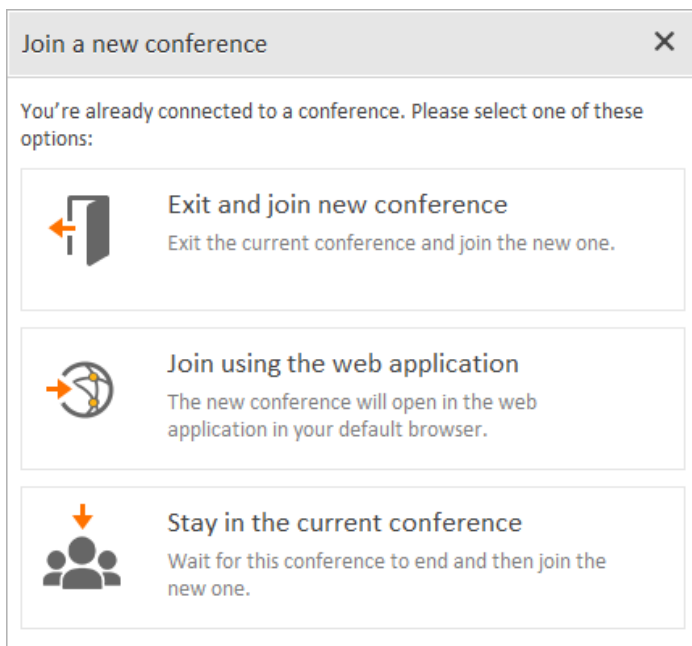 Join a new conference
You’re already connected to a conference. Please select one of these
options:
Exit and join new conference
Exit the current conference and join the new one.
Join using the web application
The new conference will open in the web
application in your default browser.
Stay in the current conference
Wait for this conference to end and then join the
new one.